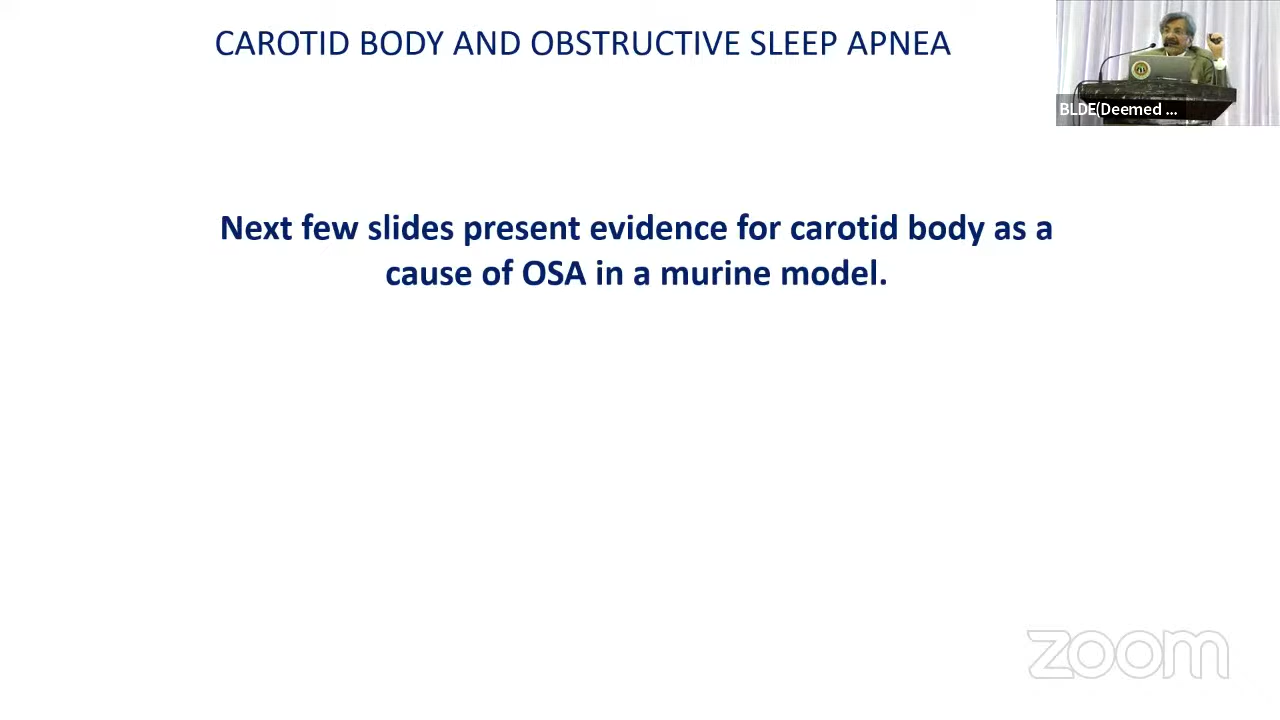 CAROTID BODY AND OBSTRUCTIVE SLEEP APNEA
BLDE(Deemed ...
Next few slides present evidence for carotid body as a
cause of OSA in a murine model.
zoom